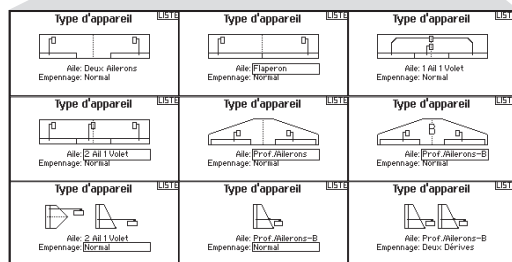 Type d'appareil LISTE
Aile: Deux Ailerons
Empennage: Normal
Type d'appareil LISTE
Aile: Flaperon
Empennage: Normal
Type d'appareil LISTE
Aile: 1 Ail 1 Volet
Empennage: Normal
Type d'appareil LISTE
Aile: 2 Ail 1 Volet
Empennage: Normal
Type d'appareil LISTE
Aile: Prof./Ailerons
Empennage: Normal
Type d'appareil LISTE
B
Aile: Prof./Ailerons-B
Empennage: Normal
Type d'appareil LISTE
Aile: 2 Ail 1 Volet
Empennage: Normal
Type d'appareil LISTE
Aile: Prof./Ailerons-B
Empennage: Normal
Type d'appareil LISTE
Aile: Prof./Ailerons-B
Empennage: Deux Dérives